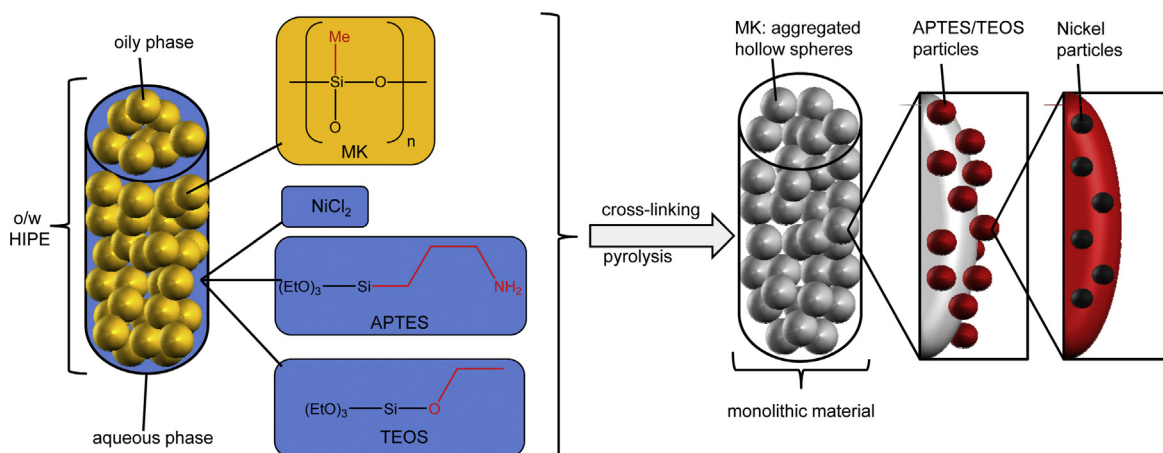 oily phase
o/w
HIPE
aqueous phase
Me
Si
O
O
n
MK
NiCl2
(EtO)3
Si
NH2
APTES
(EtO)3
Si
O
TEOS
cross-linking
pyrolysis
MK: aggregated
hollow spheres
monolithic material
APTES/TEOS
particles
Nickel
particles